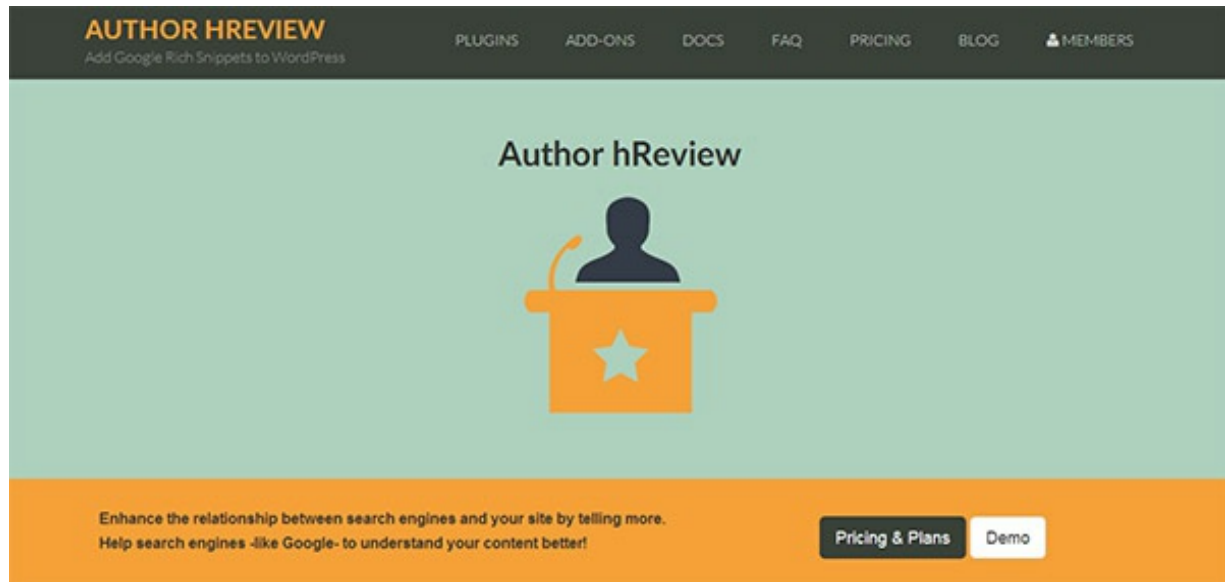 AUTHOR HREVIEW
Add Google Rich Snippets to WordPress
PLUGINS ADD-ONS DOCS FAQ PRICING BLOG MEMBERS
Author hReview
Enhance the relationship between search engines and your site by telling more.
Help search engines -like Google- to understand your content better!
Pricing & Plans Demo